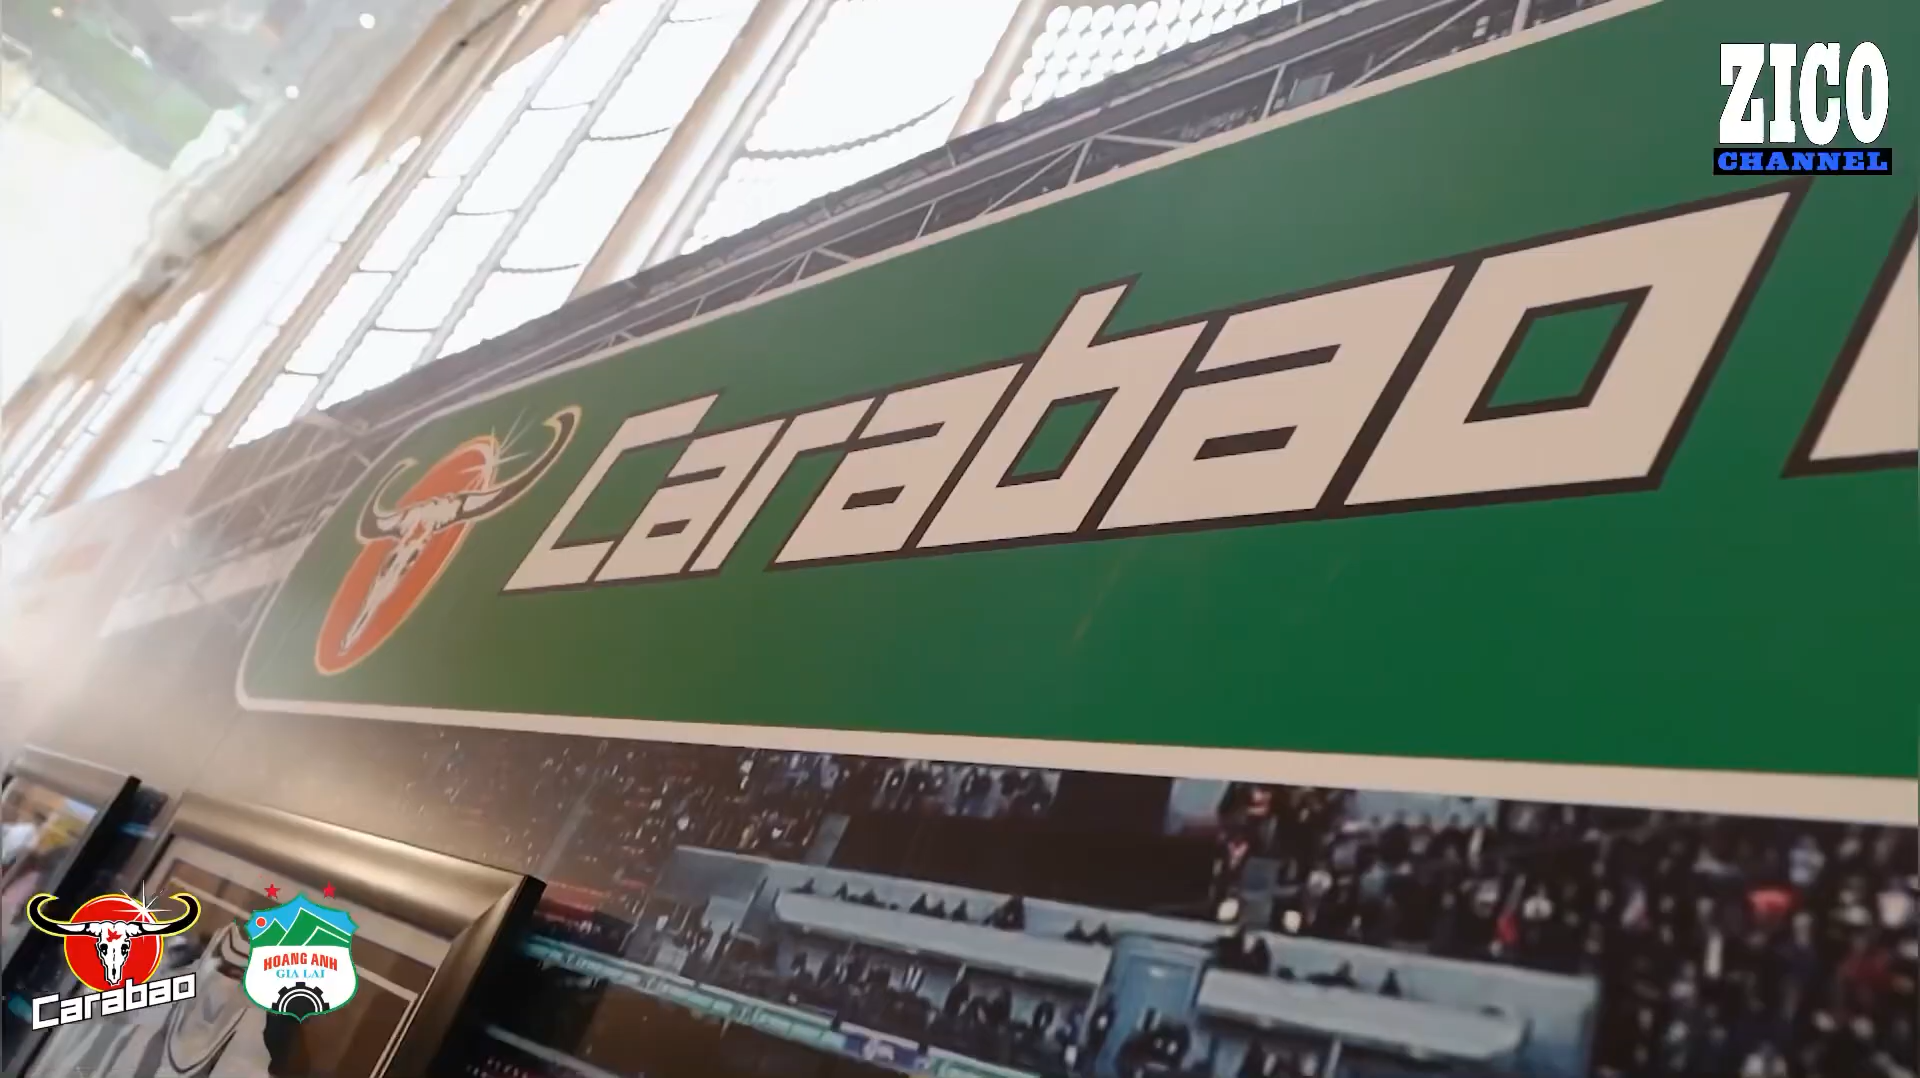 ZICO
CHANNEL
Carabao
Carabao
HOANG ANH
GIA LAI